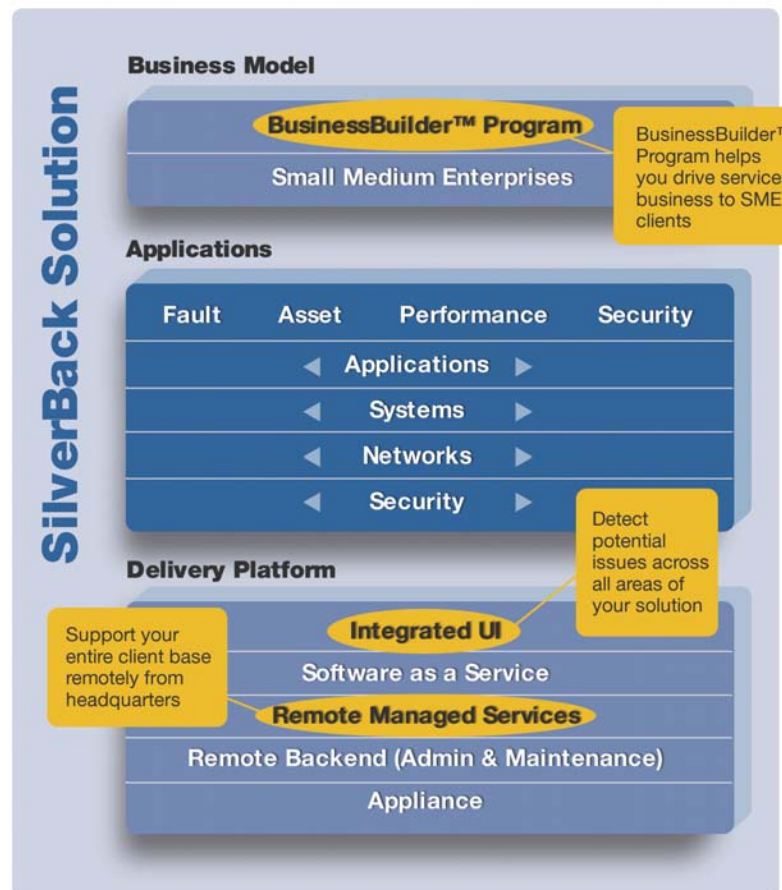 SilverBack Solution
Business Model
BusinessBuilder™ Program
Small Medium Enterprises
BusinessBuilder™
Program helps
you drive service
business to SME
clients
Applications
Fault Asset Performance Security
Applications
Systems
Networks
Security
Detect
potential
issues across
all areas of
your solution
Delivery Platform
Integrated UI
Support your
entire client base
remotely from
headquarters
Software as a Service
Remote Managed Services
Remote Backend (Admin & Maintenance)
Appliance